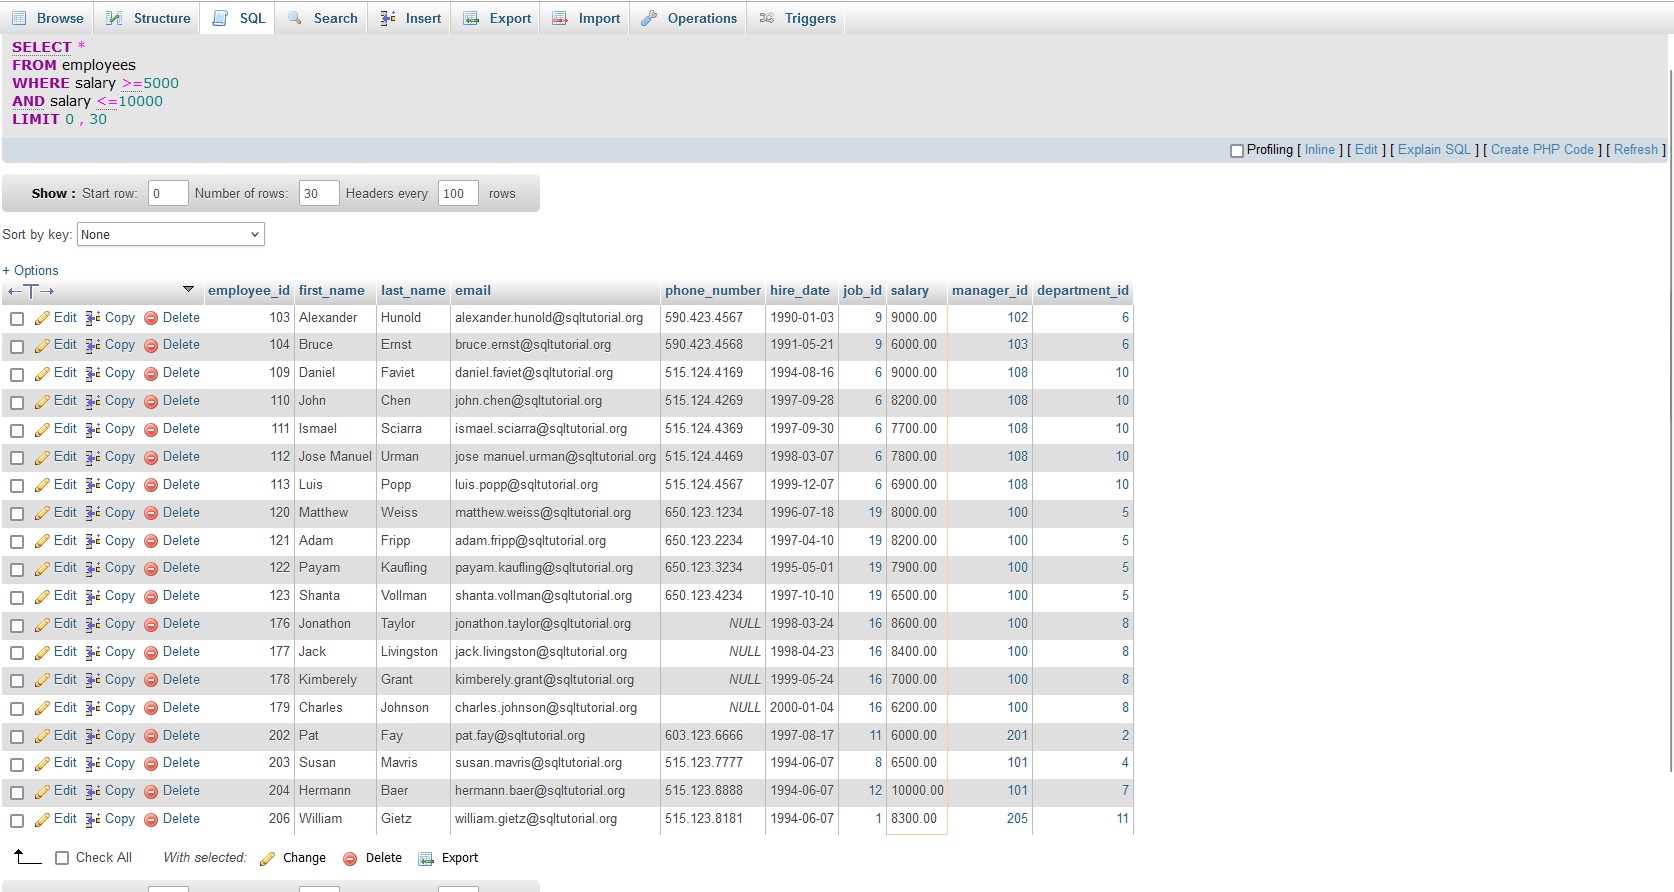 Browse Structure SQL Search Insert Export Import Operations Triggers
SELECT *
FROM employees
WHERE salary >=5000
AND salary <=10000
LIMIT 0 , 30
Profiling [ Inline ] [ Edit ] [ Explain SQL ] [ Create PHP Code ] [ Refresh ]
Show : Start row: 0 Number of rows: 30 Headers every 100 rows
Sort by key: None
+ Options
←T→ employee_id first_name last_name email phone_number hire_date job_id salary manager_id department_id
Edit Copy Delete 103 Alexander Hunold alexander.hunold@sqltutorial.org 590.423.4567 1990-01-03 9 9000.00 102 6
Edit Copy Delete 104 Bruce Ernst bruce.ernst@sqltutorial.org 590.423.4568 1991-05-21 9 6000.00 103 6
Edit Copy Delete 109 Daniel Faviet daniel.faviet@sqltutorial.org 515.124.4169 1994-08-16 6 9000.00 108 10
Edit Copy Delete 110 John Chen john.chen@sqltutorial.org 515.124.4269 1997-09-28 6 8200.00 108 10
Edit Copy Delete 111 Ismael Sciarra ismael.sciarra@sqltutorial.org 515.124.4369 1997-09-30 6 7700.00 108 10
Edit Copy Delete 112 Jose Manuel Urman jose manuel.urman@sqltutorial.org 515.124.4469 1998-03-07 6 7800.00 108 10
Edit Copy Delete 113 Luis Popp luis.popp@sqltutorial.org 515.124.4567 1999-12-07 6 6900.00 108 10
Edit Copy Delete 120 Matthew Weiss matthew.weiss@sqltutorial.org 650.123.1234 1996-07-18 19 8000.00 100 5
Edit Copy Delete 121 Adam Fripp adam.fripp@sqltutorial.org 650.123.2234 1997-04-10 19 8200.00 100 5
Edit Copy Delete 122 Payam Kaufling payam.kaufling@sqltutorial.org 650.123.3234 1995-05-01 19 7900.00 100 5
Edit Copy Delete 123 Shanta Vollman shanta.vollman@sqltutorial.org 650.123.4234 1997-10-10 19 6500.00 100 5
Edit Copy Delete 176 Jonathon Taylor jonathon.taylor@sqltutorial.org NULL 1998-03-24 16 8600.00 100 8
Edit Copy Delete 177 Jack Livingston jack.livingston@sqltutorial.org NULL 1998-04-23 16 8400.00 100 8
Edit Copy Delete 178 Kimberely Grant kimberely.grant@sqltutorial.org NULL 1999-05-24 16 7000.00 100 8
Edit Copy Delete 179 Charles Johnson charles.johnson@sqltutorial.org NULL 2000-01-04 16 6200.00 100 8
Edit Copy Delete 202 Pat Fay pat.fay@sqltutorial.org 603.123.6666 1997-08-17 11 6000.00 201 2
Edit Copy Delete 203 Susan Mavris susan.mavris@sqltutorial.org 515.123.7777 1994-06-07 8 6500.00 101 4
Edit Copy Delete 204 Hermann Baer hermann.baer@sqltutorial.org 515.123.8888 1994-06-07 12 10000.00 101 7
Edit Copy Delete 206 William Gietz william.gietz@sqltutorial.org 515.123.8181 1994-06-07 1 8300.00 205 11
Check All With selected: Change Delete Export